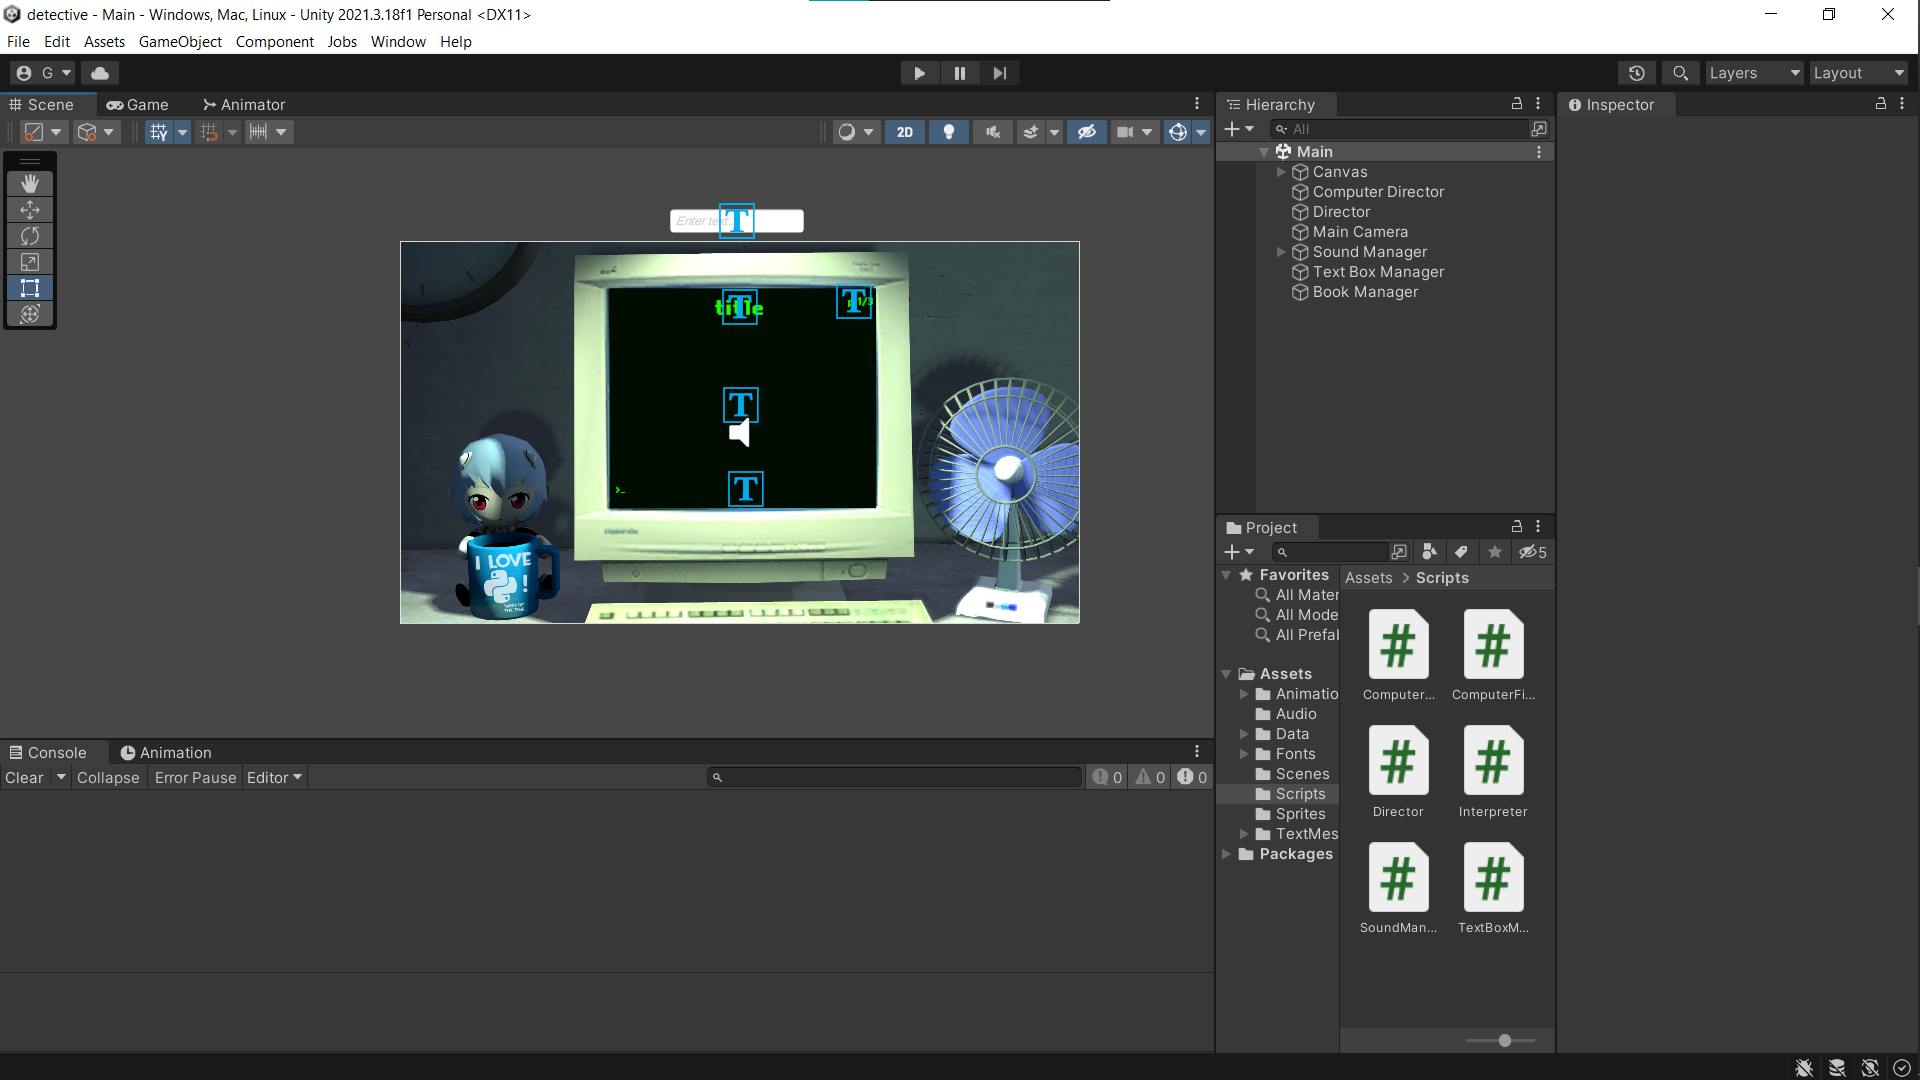 detective - Main - Windows, Mac, Linux - Unity 2021.3.18f1 Personal <DX11>
File Edit Assets GameObject Component Jobs Window Help
G
Layers
Layout
Scene
Game
Animator
2D
Enter text
T
title
T
1/3
T
T
>_
T
I LOVE
!
Console
Animation
Clear
Collapse
Error Pause
Editor
0
0
0
Hierarchy
All
Main
Canvas
Computer Director
Director
Main Camera
Sound Manager
Text Box Manager
Book Manager
Project
5
Favorites
All Mater
All Mode
All Prefab
Assets
Animatio
Audio
Data
Fonts
Scenes
Scripts
Sprites
TextMes
Packages
Assets > Scripts
#
#
Computer...
ComputerFi...
#
#
Director
Interpreter
#
#
SoundMan...
TextBoxM...
Inspector